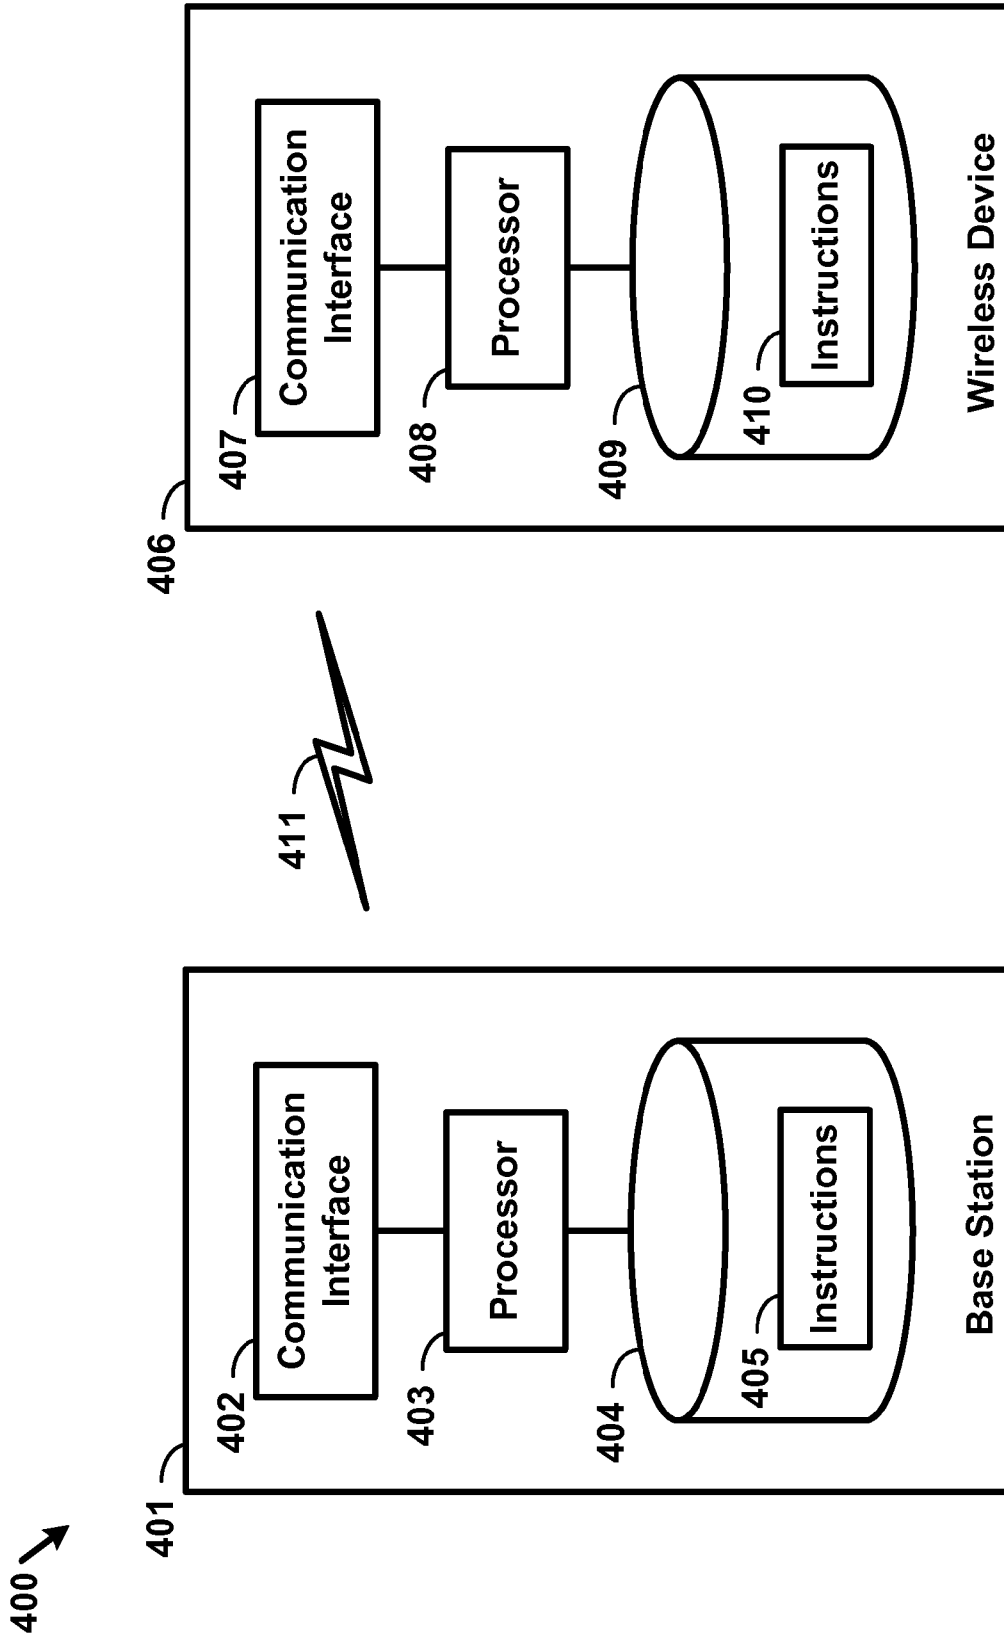 400
401
402
Communication
Interface
403
Processor
404
405
Instructions
Base Station
411
406
407
Communication
Interface
408
Processor
409
410
Instructions
Wireless Device